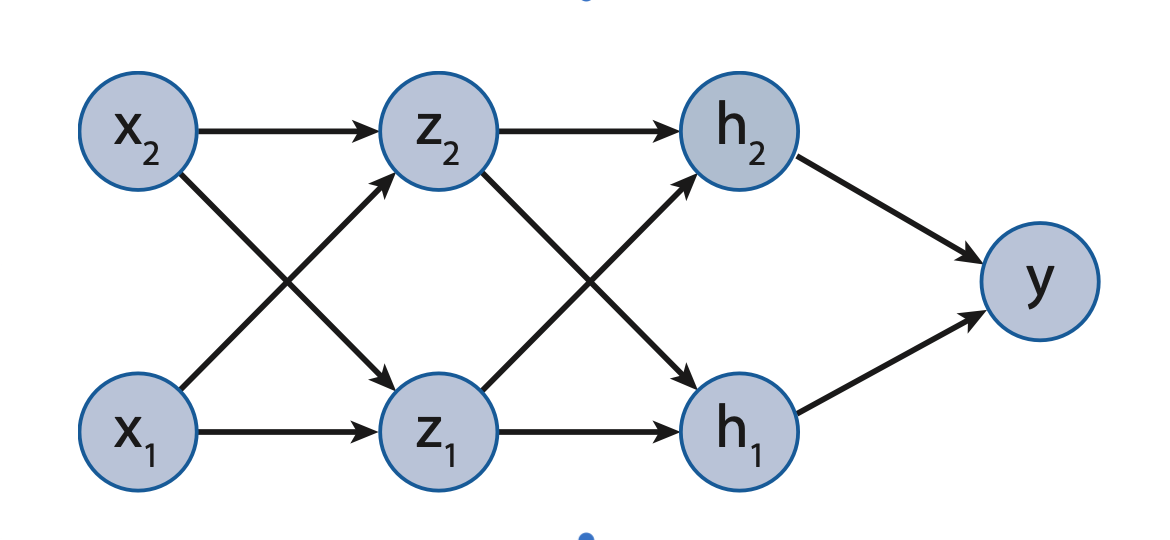 x₂ z₂ h₂
y
x₁ z₁ h₁